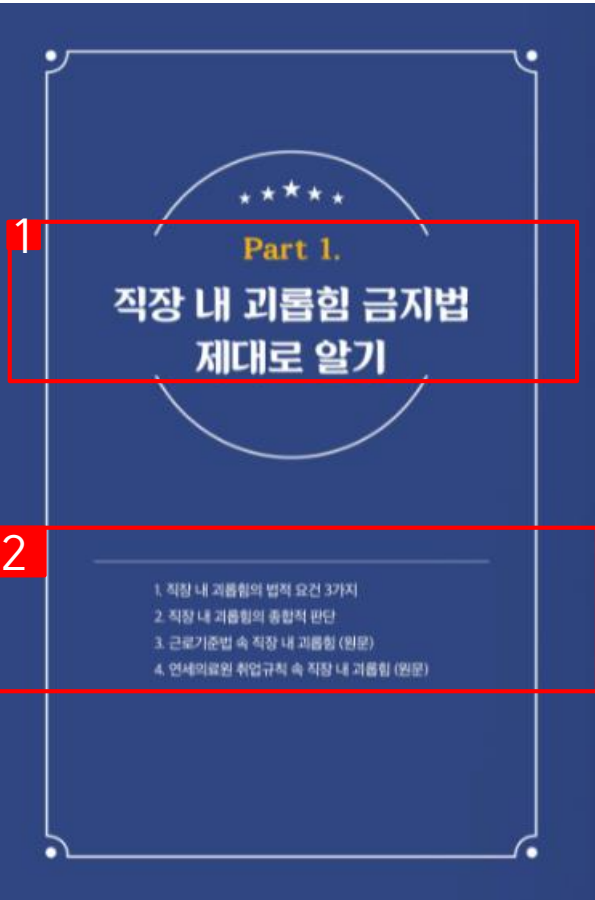 1
Part 1.
직장 내 괴롭힘 금지법
제대로 알기
2
1. 직장 내 괴롭힘의 법적 요건 3가지
2. 직장 내 괴롭힘의 종합적 판단
3. 근로기준법 속 직장 내 괴롭힘 (원문)
4. 연세의료원 취업규칙 속 직장 내 괴롭힘 (원문)